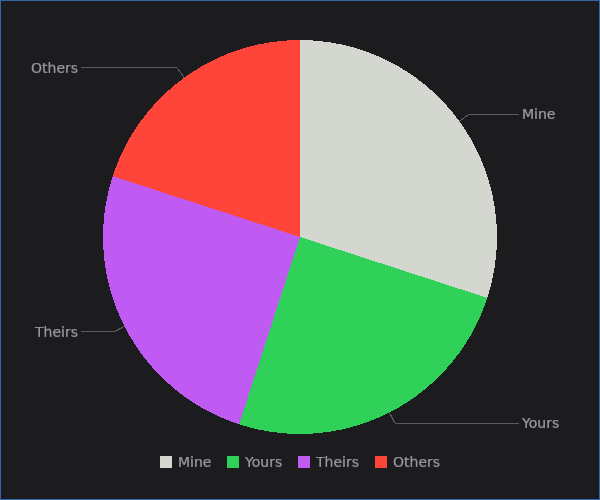 Others
Mine
Theirs
Yours
Mine Yours Theirs Others